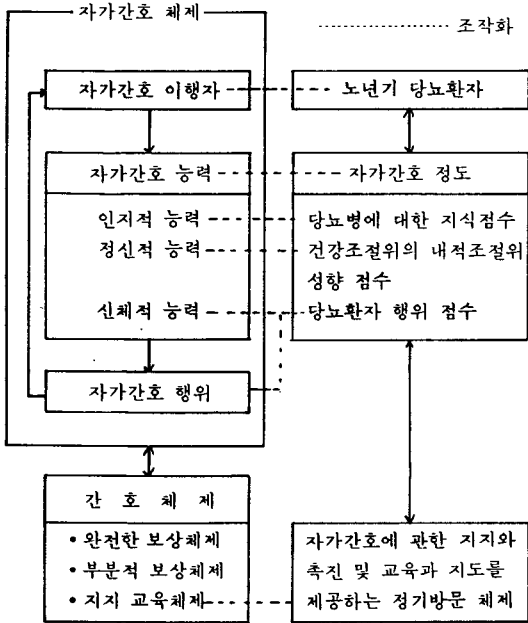 자가간호 체제
조작화
자가간호 이행자
노년기 당뇨환자
자가간호 능력
자가간호 정도
인지적 능력
당뇨병에 대한 지식점수
정신적 능력
건강조절위의 내적조절위
성향 점수
신체적 능력
당뇨환자 행위 점수
자가간호 행위
간 호 체 제
• 완전한 보상체제
• 부분적 보상체제
• 지지 교육체제
자가간호에 관한 지지와
촉진 및 교육과 지도를
제공하는 정기방문 체제